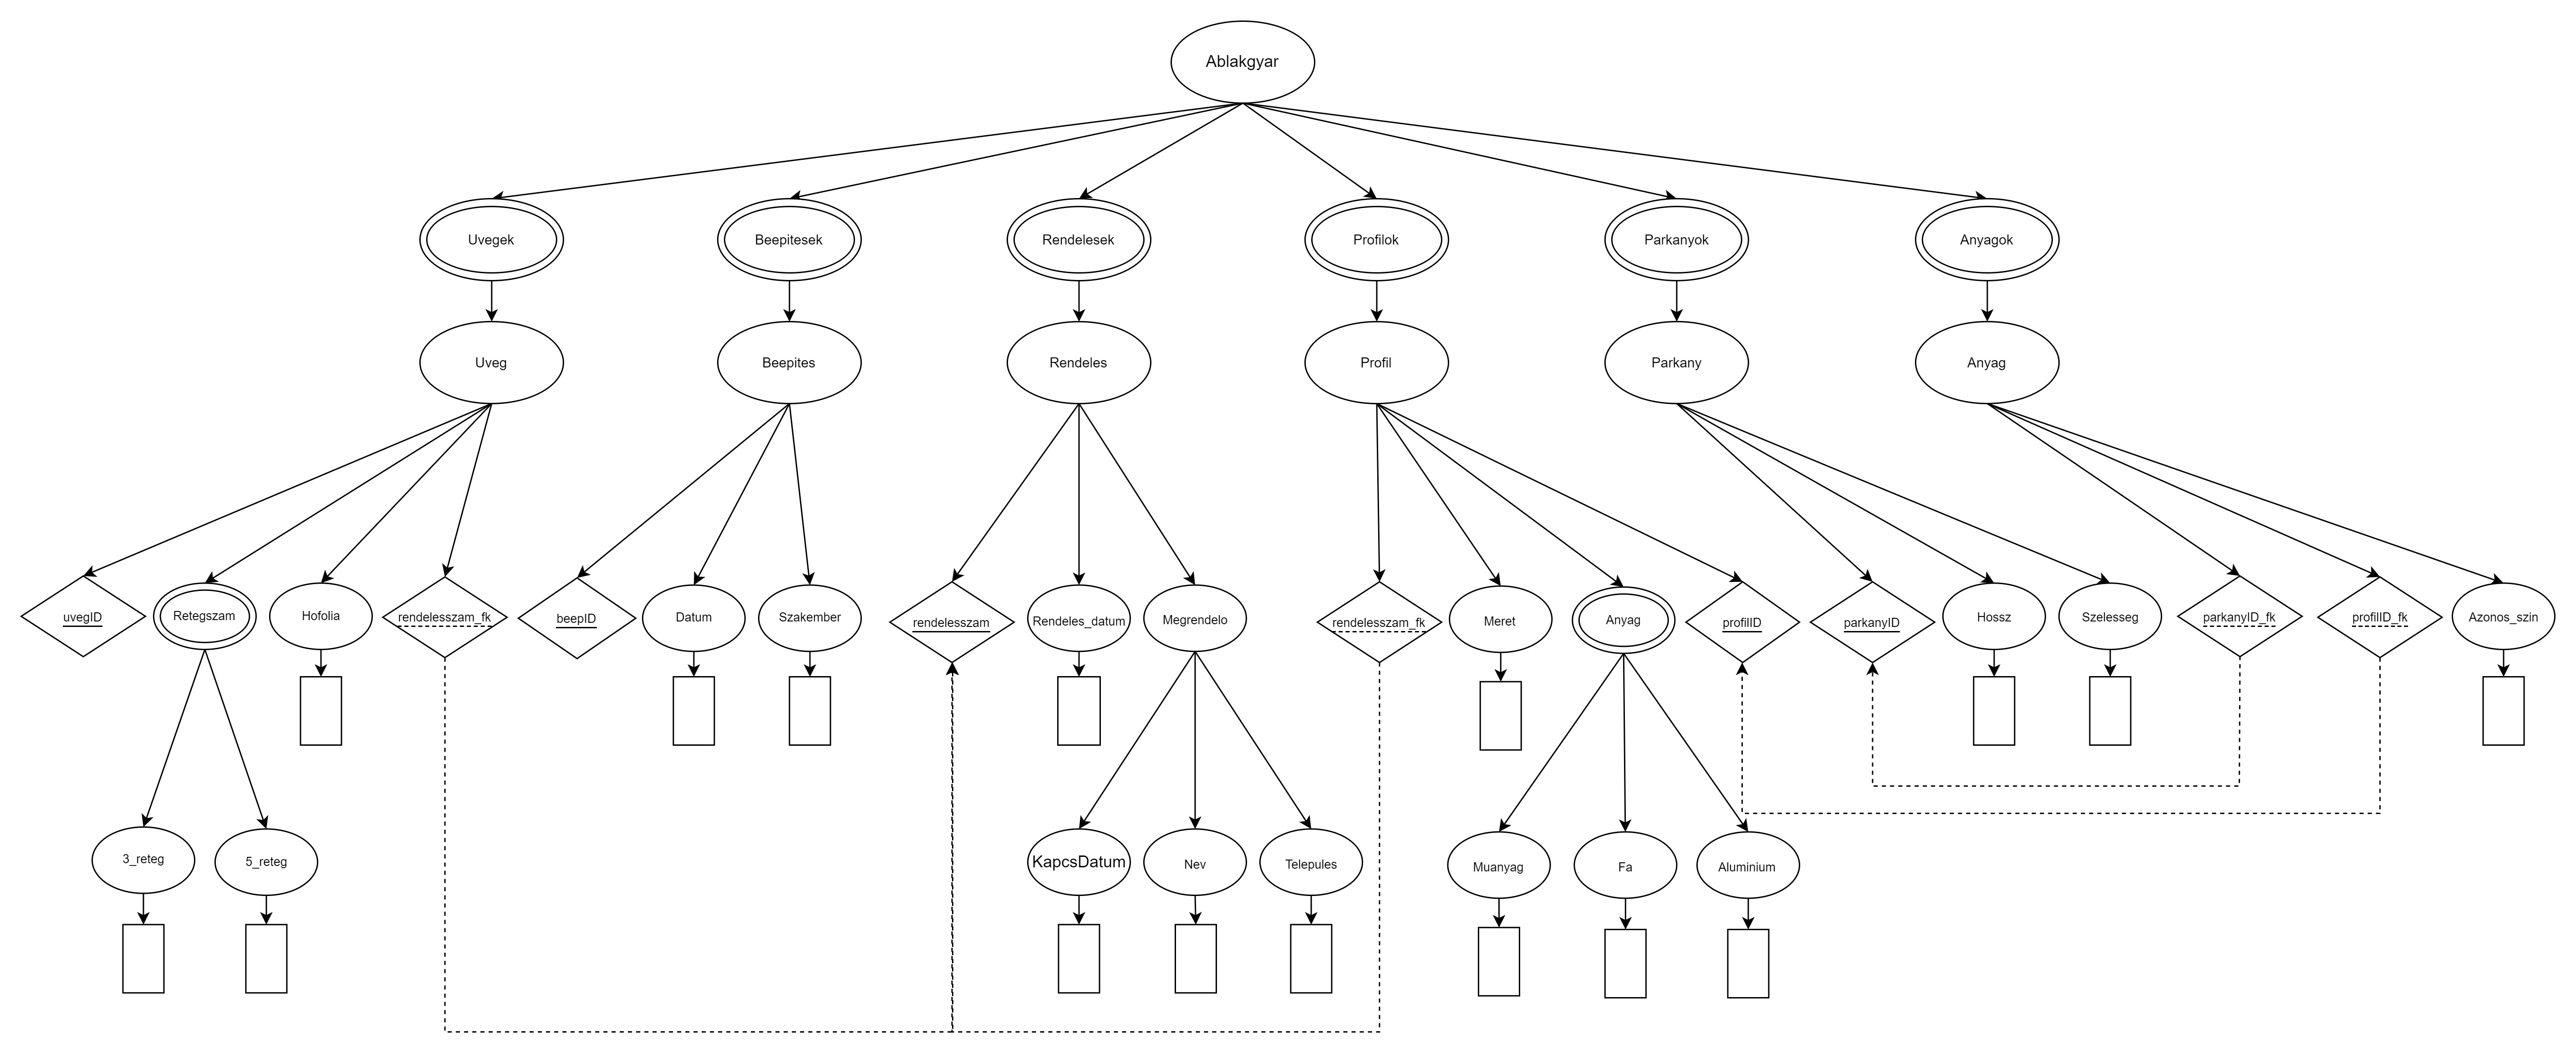 Ablakgyar
Uvegek
Beepitesek
Rendelesek
Profilok
Parkanyok
Anyagok
Uveg
Beepites
Rendeles
Profil
Parkany
Anyag
uvegID
Retegszam
Hofolia
rendelesszam_fk
beepID
Datum
Szakember
rendelesszam
Rendeles_datum
Megrendelo
rendelesszam_fk
Meret
Anyag
profilID
parkanyID
Hossz
Szelesseg
parkanyID_fk
profilID_fk
Azonos_szin
3_reteg
5_reteg
KapcsDatum
Nev
Telepules
Muanyag
Fa
Aluminium